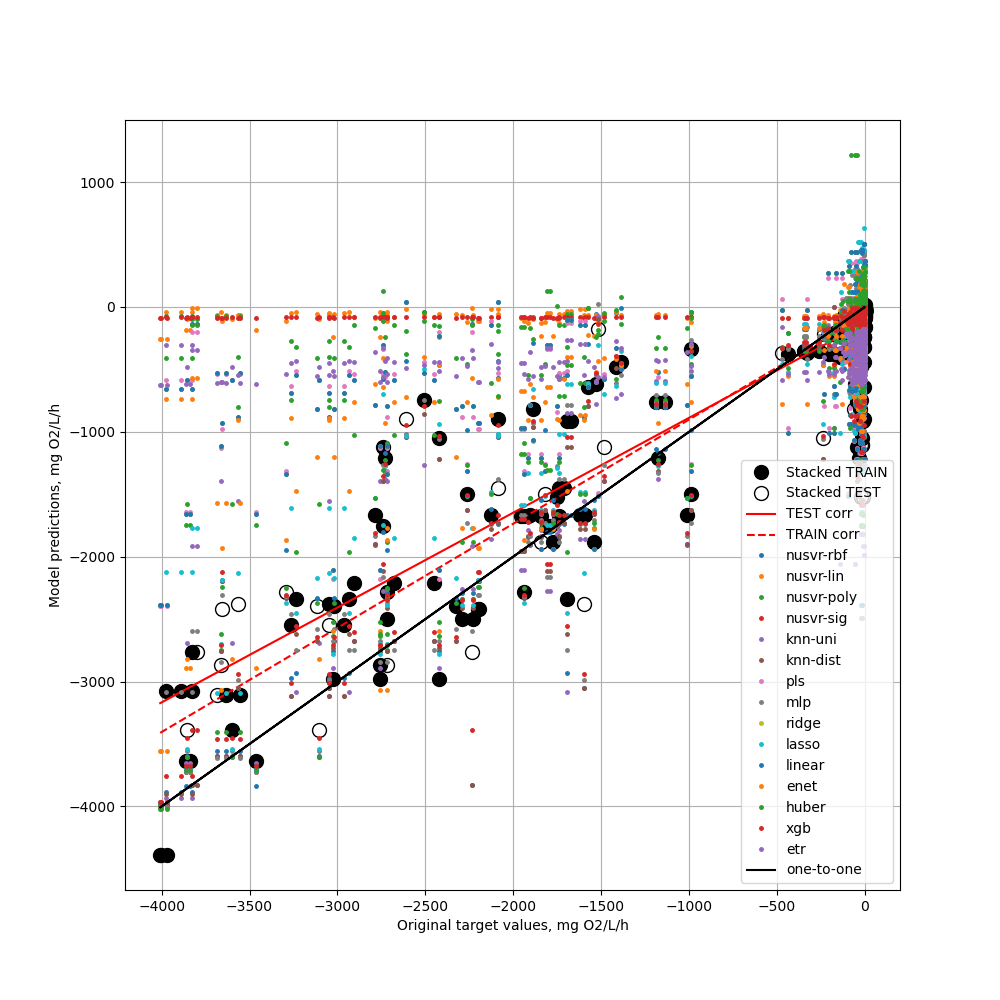 1000
0
−1000
−2000
−3000
−4000
Model predictions, mg O2/L/h
−4000 −3500 −3000 −2500 −2000 −1500 −1000 −500 0
Original target values, mg O2/L/h
Stacked TRAIN
Stacked TEST
TEST corr
TRAIN corr
nusvr-rbf
nusvr-lin
nusvr-poly
nusvr-sig
knn-uni
knn-dist
pls
mlp
ridge
lasso
linear
enet
huber
xgb
etr
one-to-one